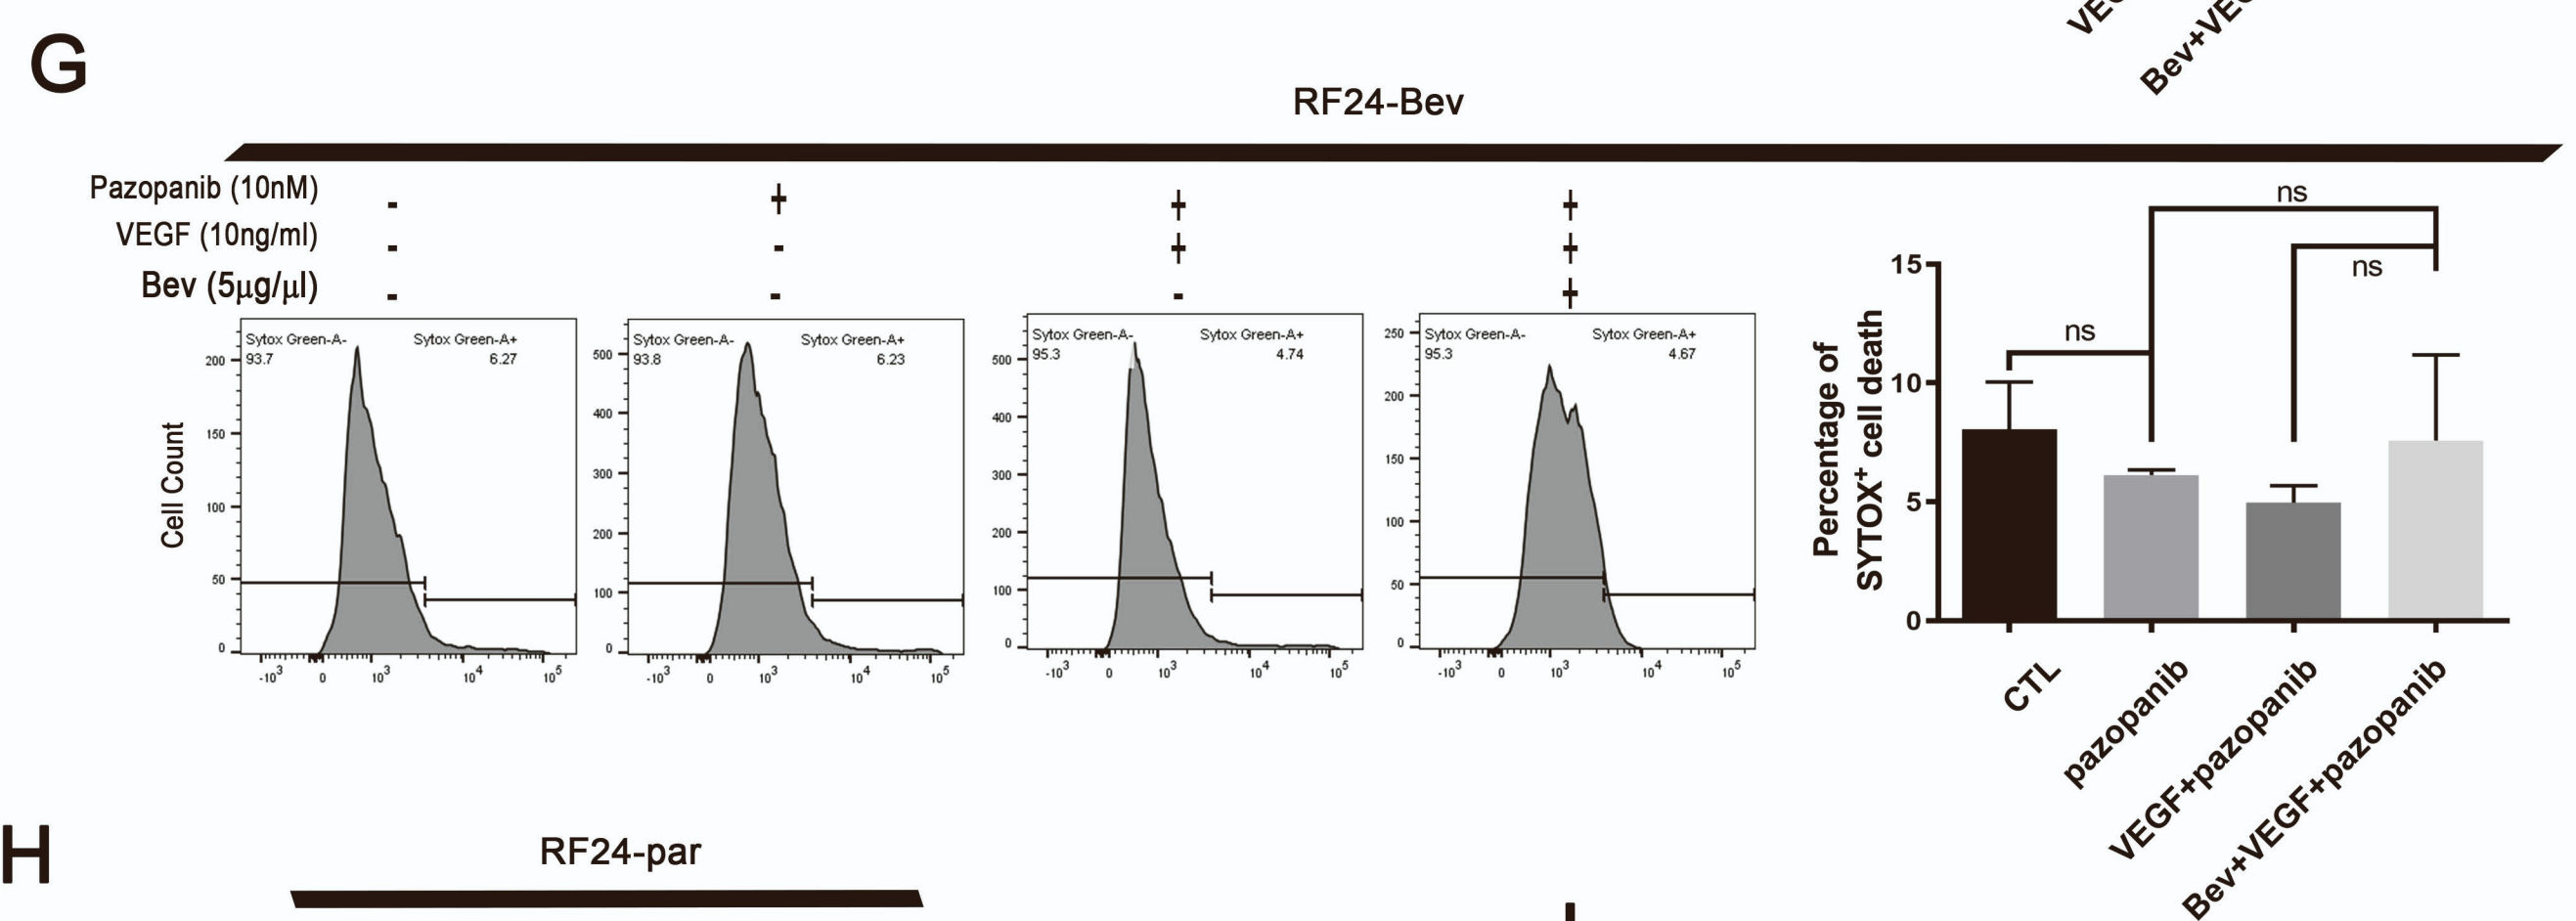 G
RF24-Bev
Pazopanib (10nM) - + + +
VEGF (10ng/ml) - - + +
Bev (5µg/µl) - - - +
Cell Count
Sytox Green-A- Sytox Green-A+
93.7 6.27
200
150
100
50
0
-10³ 0 10³ 10⁴ 10⁵
Sytox Green-A- Sytox Green-A+
93.8 6.23
500
400
300
200
100
0
-10³ 0 10³ 10⁴ 10⁵
Sytox Green-A- Sytox Green-A+
95.3 4.74
500
400
300
200
100
0
-10³ 0 10³ 10⁴ 10⁵
Sytox Green-A- Sytox Green-A+
95.3 4.67
250
200
150
100
50
0
-10³ 0 10³ 10⁴ 10⁵
Percentage of
SYTOX⁺ cell death
15
10
5
0
ns
ns
ns
CTL
pazopanib
VEGF+pazopanib
Bev+VEGF+pazopanib
H
RF24-par